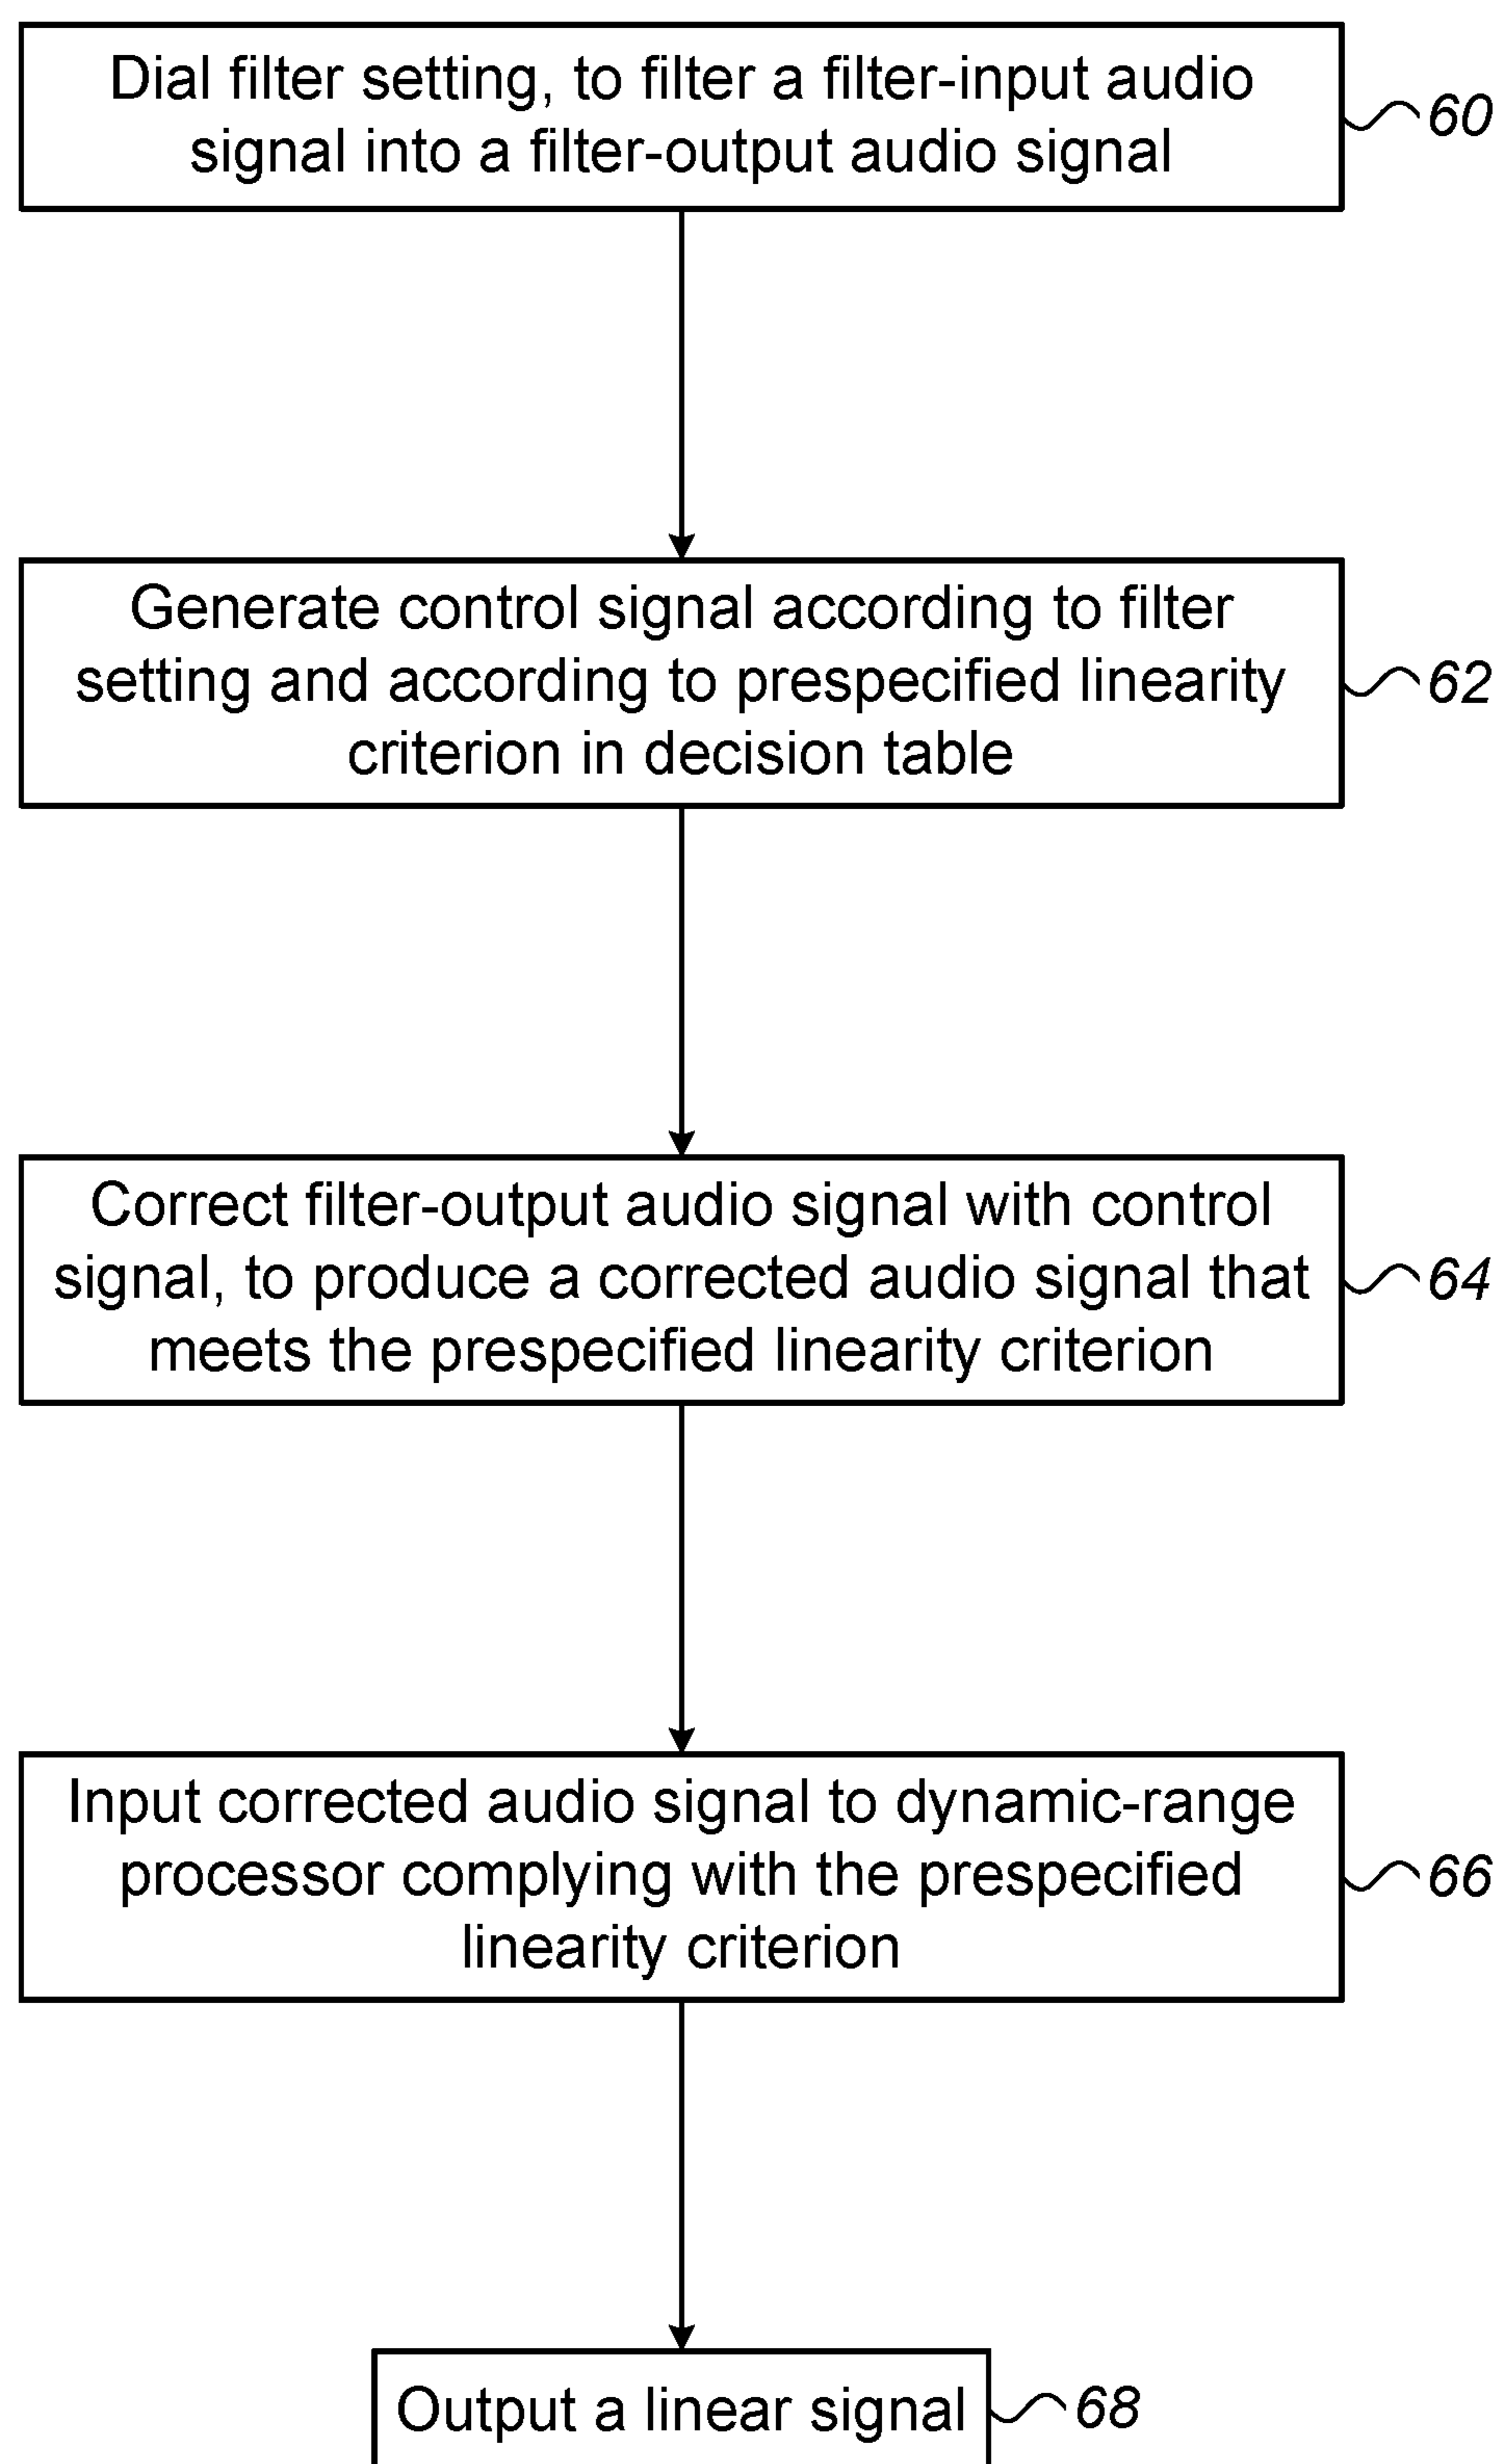 Dial filter setting, to filter a filter-input audio
signal into a filter-output audio signal
60
Generate control signal according to filter
setting and according to prespecified linearity
criterion in decision table
62
Correct filter-output audio signal with control
signal, to produce a corrected audio signal that
meets the prespecified linearity criterion
64
Input corrected audio signal to dynamic-range
processor complying with the prespecified
linearity criterion
66
Output a linear signal
68